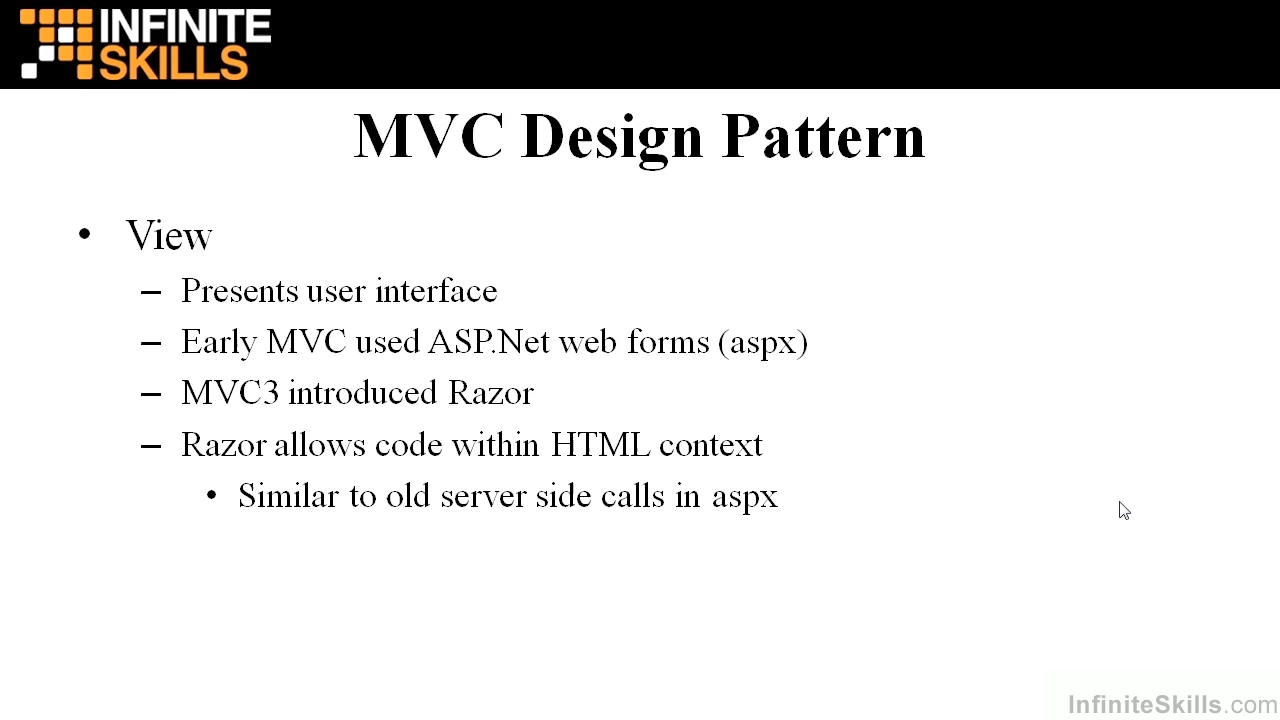 INFINITE
SKILLS
MVC Design Pattern
• View
– Presents user interface
– Early MVC used ASP.Net web forms (aspx)
– MVC3 introduced Razor
– Razor allows code within HTML context
• Similar to old server side calls in aspx
InfiniteSkills.com